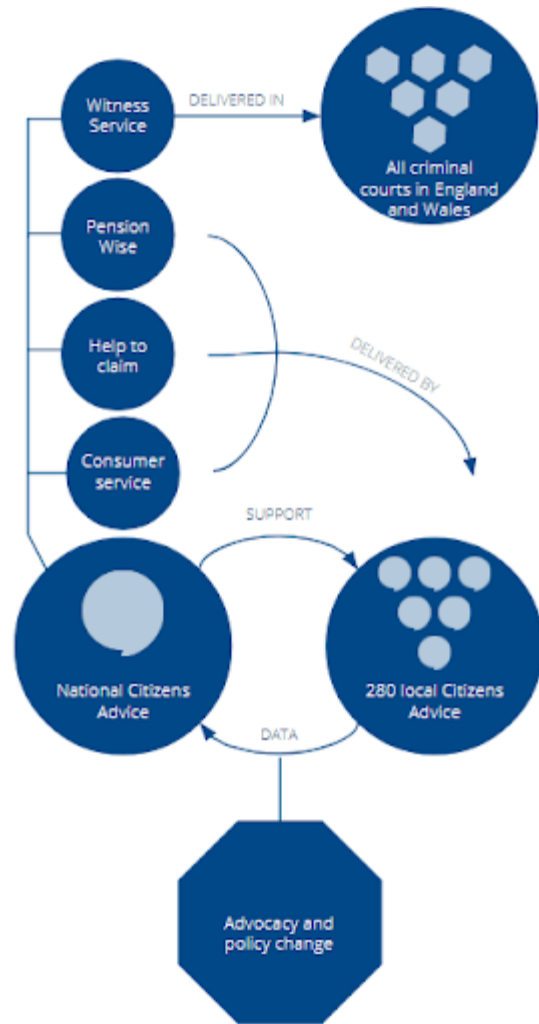 Witness
Service
DELIVERED IN
All criminal
courts in England
and Wales
Pension
Wise
Help to
claim
DELIVERED BY
Consumer
service
SUPPORT
National Citizens
Advice
280 local Citizens
Advice
DATA
Advocacy and
policy change